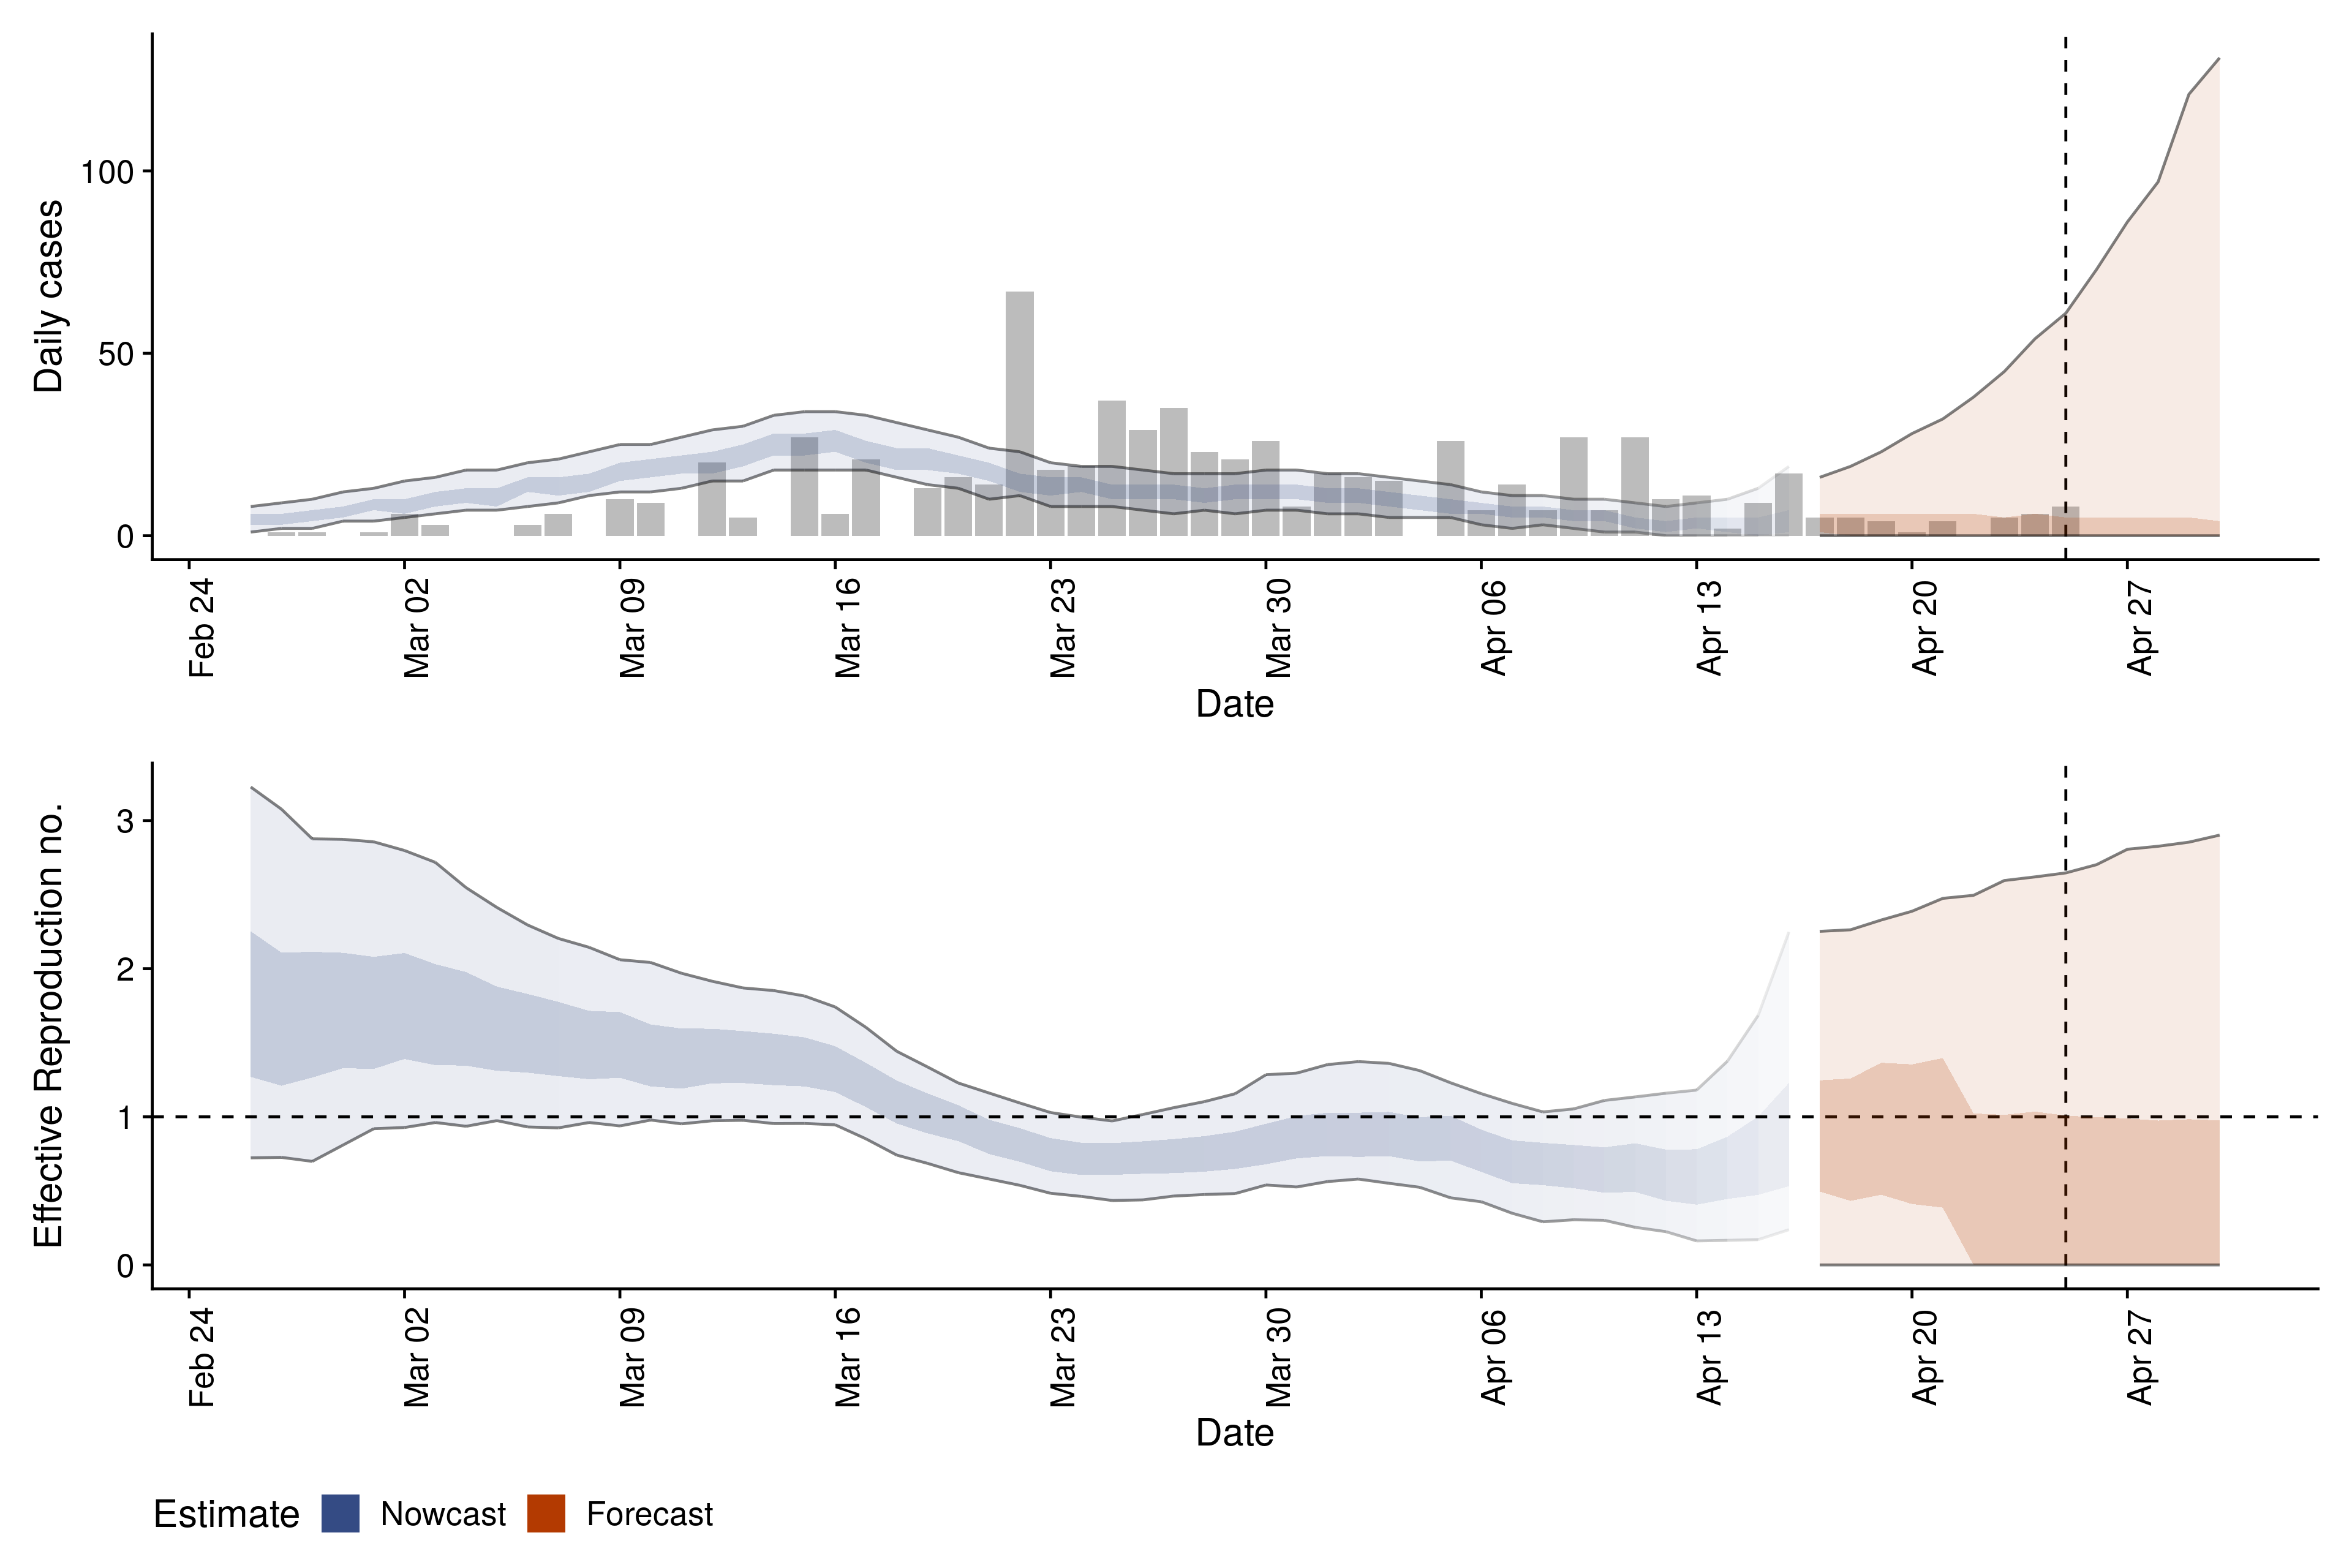 Daily cases
100
50
0
Feb 24
Mar 02
Mar 09
Mar 16
Mar 23
Mar 30
Apr 06
Apr 13
Apr 20
Apr 27
Date
Effective Reproduction no.
3
2
1
0
Feb 24
Mar 02
Mar 09
Mar 16
Mar 23
Mar 30
Apr 06
Apr 13
Apr 20
Apr 27
Date
Estimate Nowcast Forecast